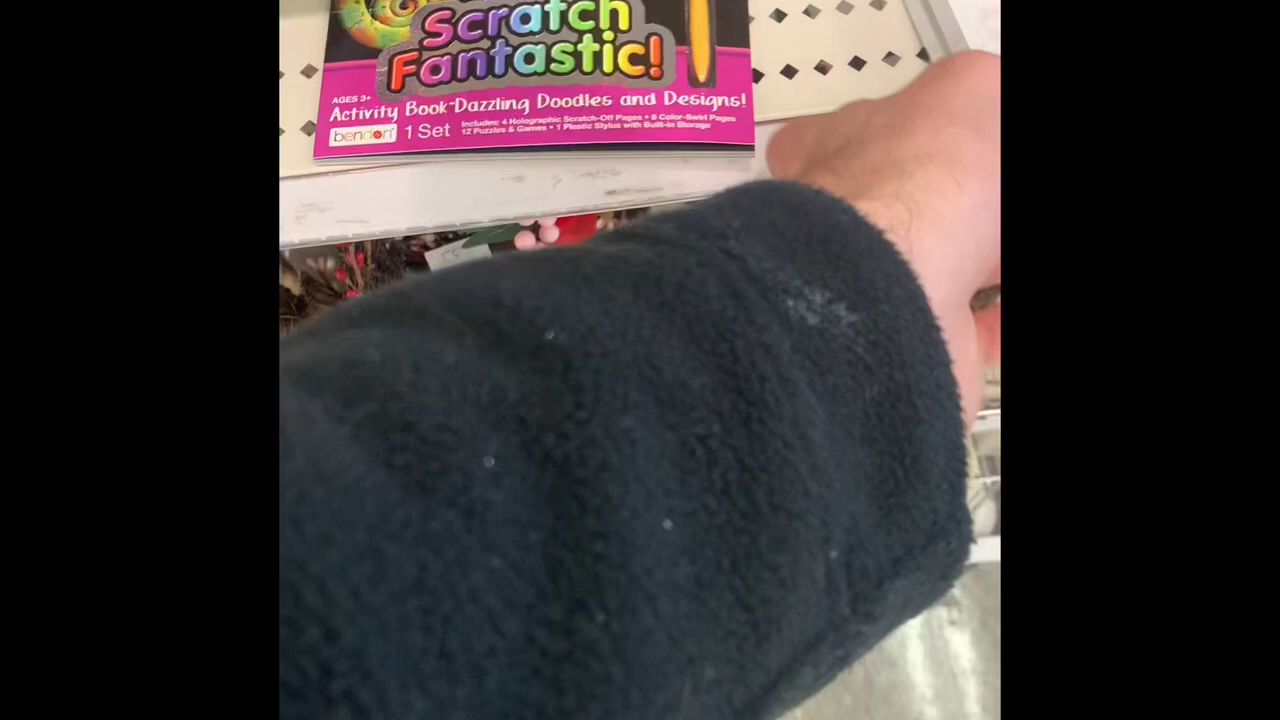 Scratch
Fantastic!
AGES 3+
Activity Book Dazzling Doodles and Designs!
bendon 1 Set
Includes: 4 Holographic Scratch-Off Pages • 8 Color-Swirl Pages
12 Puzzles & Games • 1 Plastic Stylus with Built-in Storage